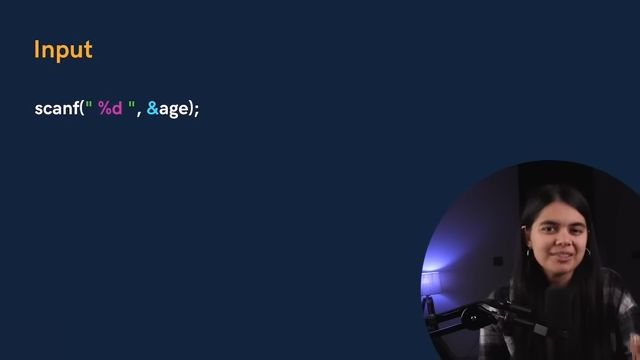 Input
scanf(" %d ", &age);